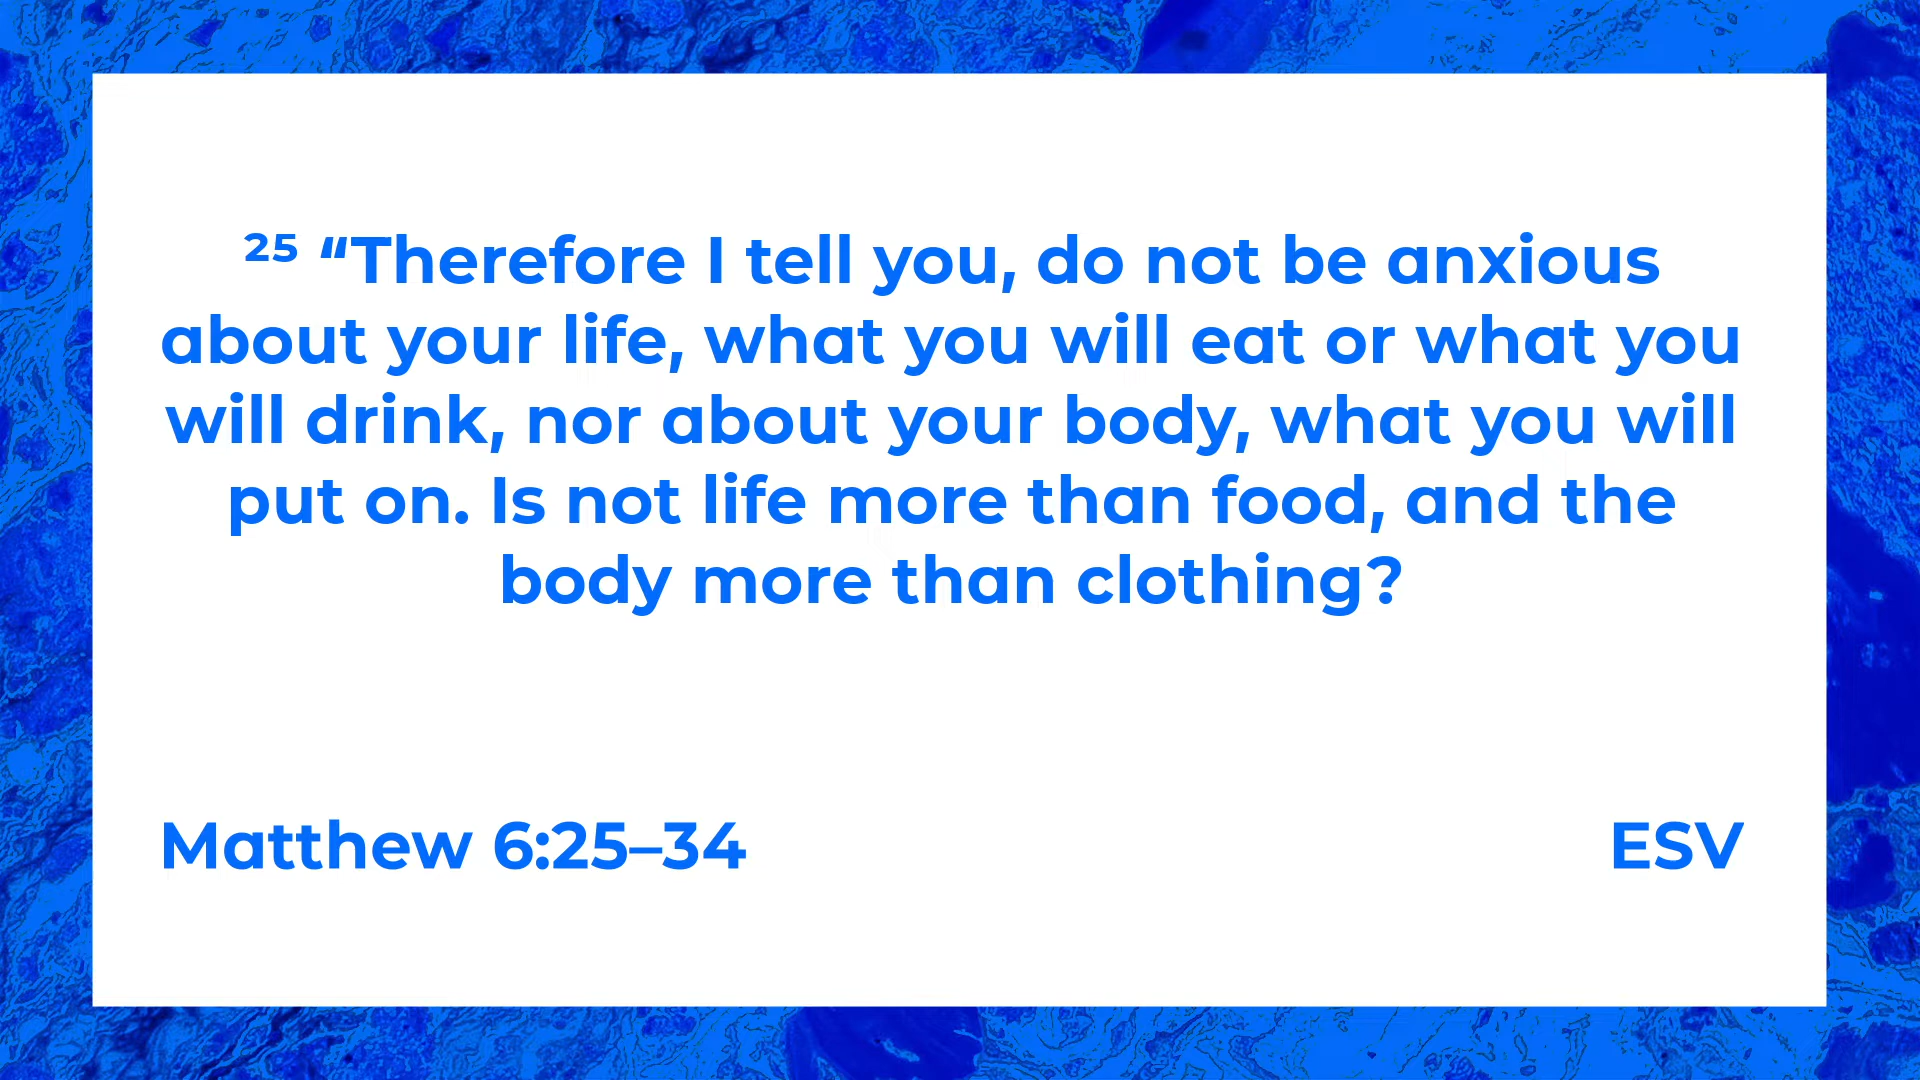 ²⁵ “Therefore I tell you, do not be anxious
about your life, what you will eat or what you
will drink, nor about your body, what you will
put on. Is not life more than food, and the
body more than clothing?
Matthew 6:25–34
ESV